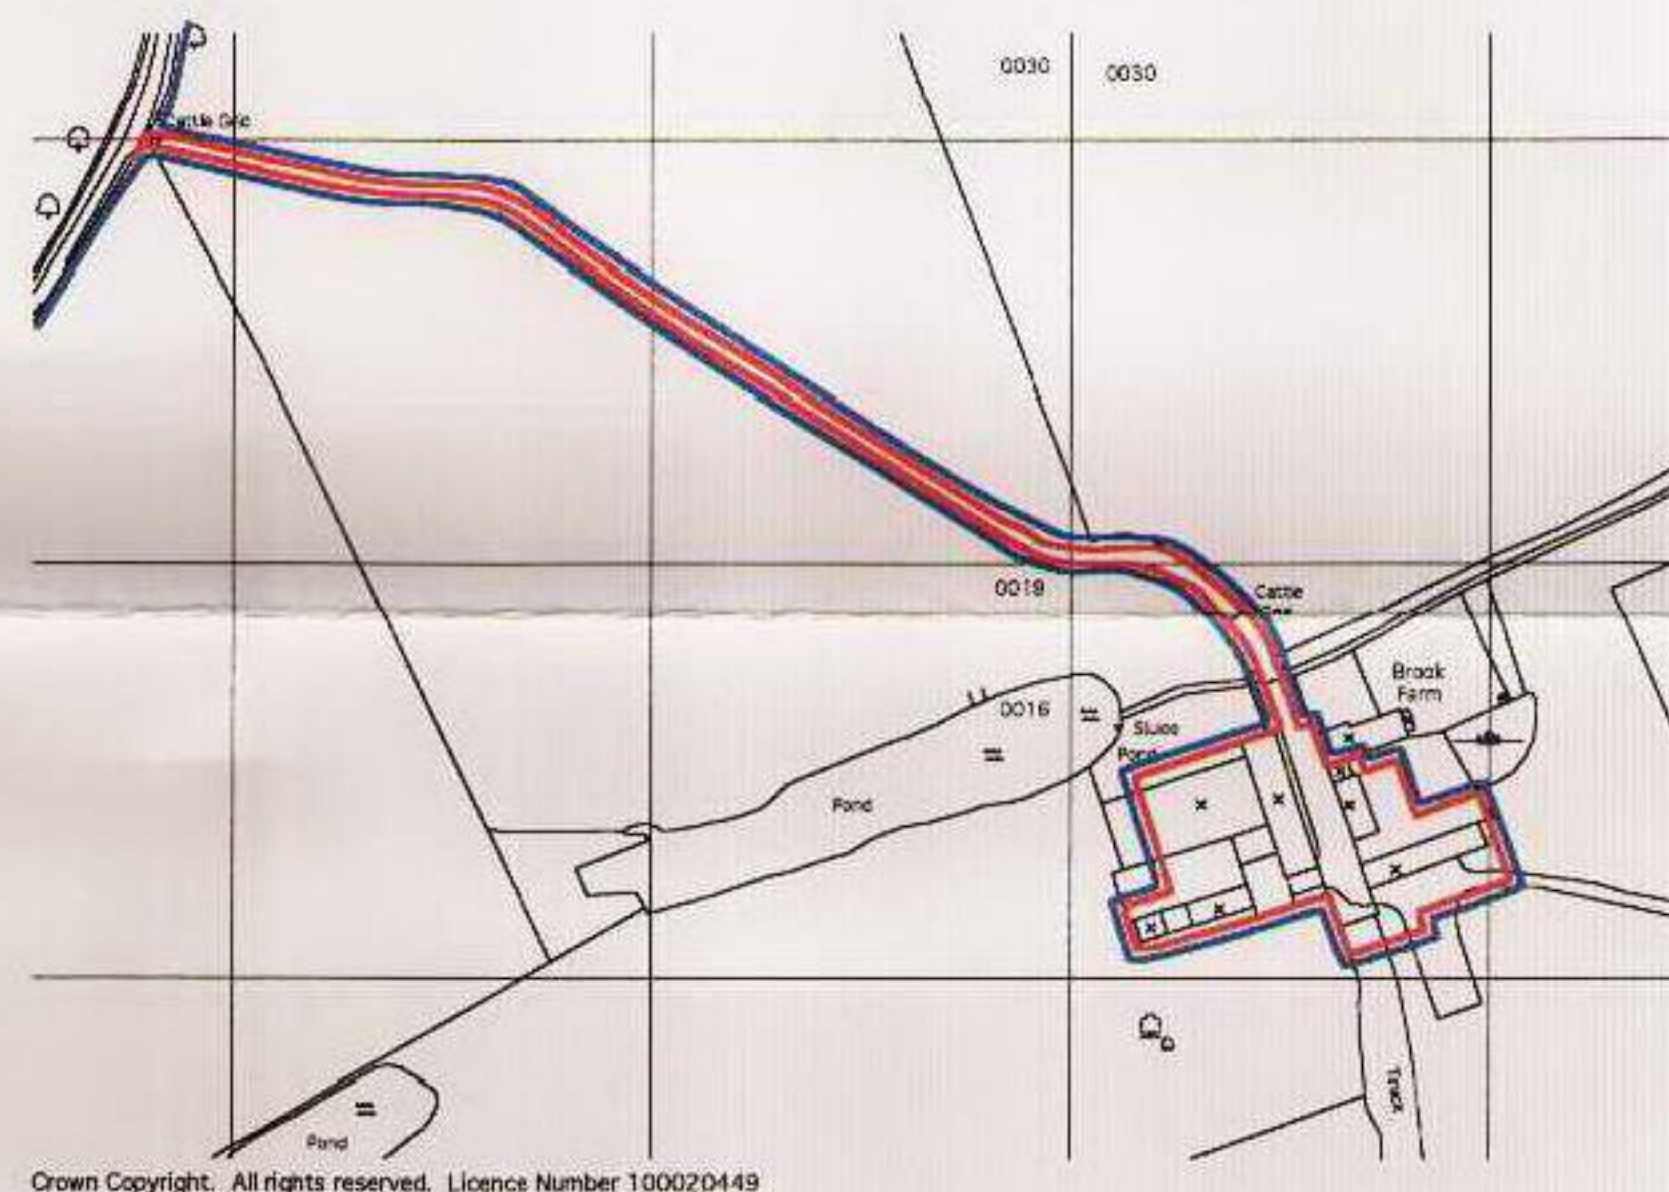 0030
0030
Cattle Grid
0019
Cattle
Brook
Farm
0016
Sluice
Pond
Pond
Track
Pond
Crown Copyright. All rights reserved. Licence Number 100020449